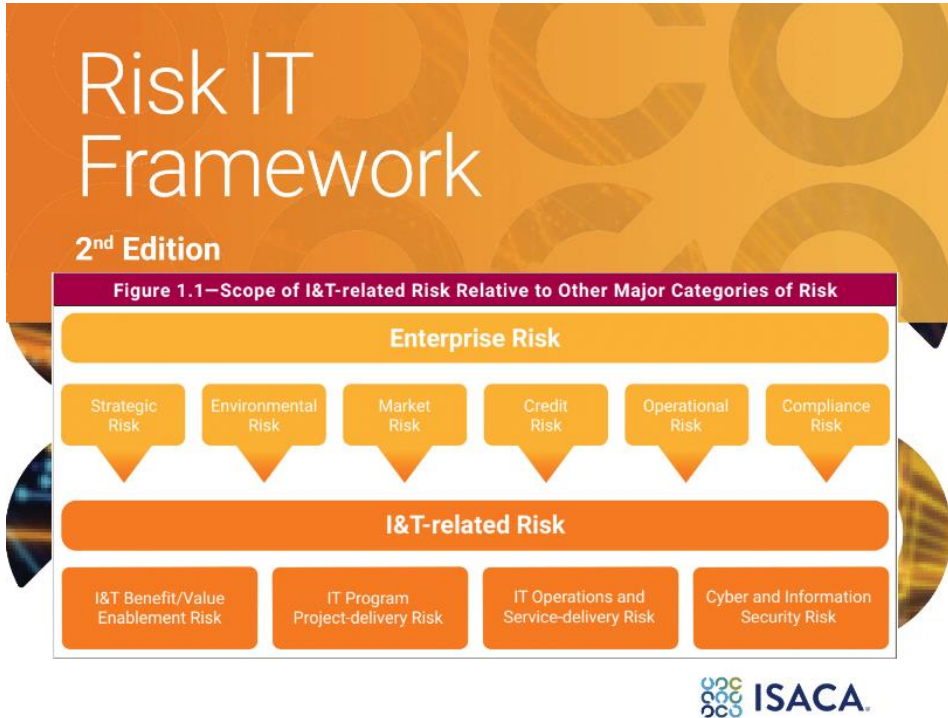 Risk IT
Framework
2nd Edition
Figure 1.1—Scope of I&T-related Risk Relative to Other Major Categories of Risk
Enterprise Risk
Strategic
Risk
Environmental
Risk
Market
Risk
Credit
Risk
Operational
Risk
Compliance
Risk
I&T-related Risk
I&T Benefit/Value
Enablement Risk
IT Program
Project-delivery Risk
IT Operations and
Service-delivery Risk
Cyber and Information
Security Risk
ISACA.